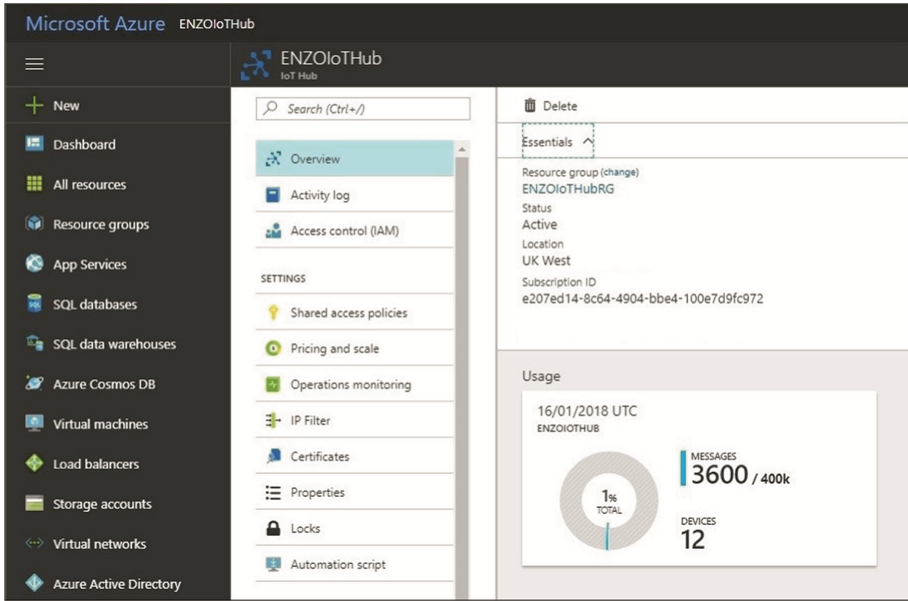 Microsoft Azure ENZOIoTHub
ENZOIoTHub
IoT Hub
New
Dashboard
All resources
Resource groups
App Services
SQL databases
SQL data warehouses
Azure Cosmos DB
Virtual machines
Load balancers
Storage accounts
Virtual networks
Azure Active Directory
Search (Ctrl+/)
Overview
Activity log
Access control (IAM)
SETTINGS
Shared access policies
Pricing and scale
Operations monitoring
IP Filter
Certificates
Properties
Locks
Automation script
Delete
Essentials
Resource group (change)
ENZOIoTHubRG
Status
Active
Location
UK West
Subscription ID
e207ed14-8c64-4904-bbe4-100e7d9fc972
Usage
16/01/2018 UTC
ENZOIOTHUB
1%
TOTAL
MESSAGES
3600 / 400k
DEVICES
12